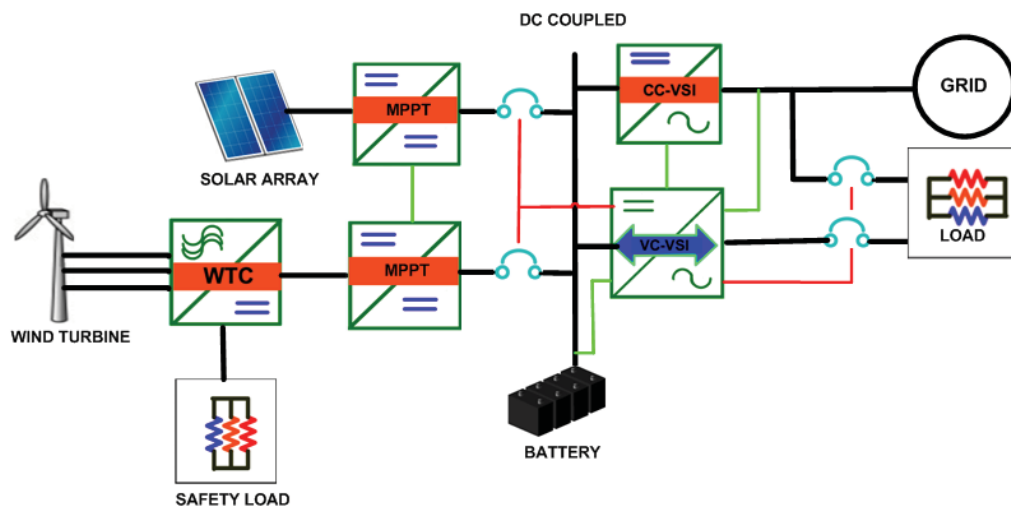 DC COUPLED
MPPT
CC-VSI
GRID
SOLAR ARRAY
WTC
MPPT
VC-VSI
LOAD
WIND TURBINE
BATTERY
SAFETY LOAD